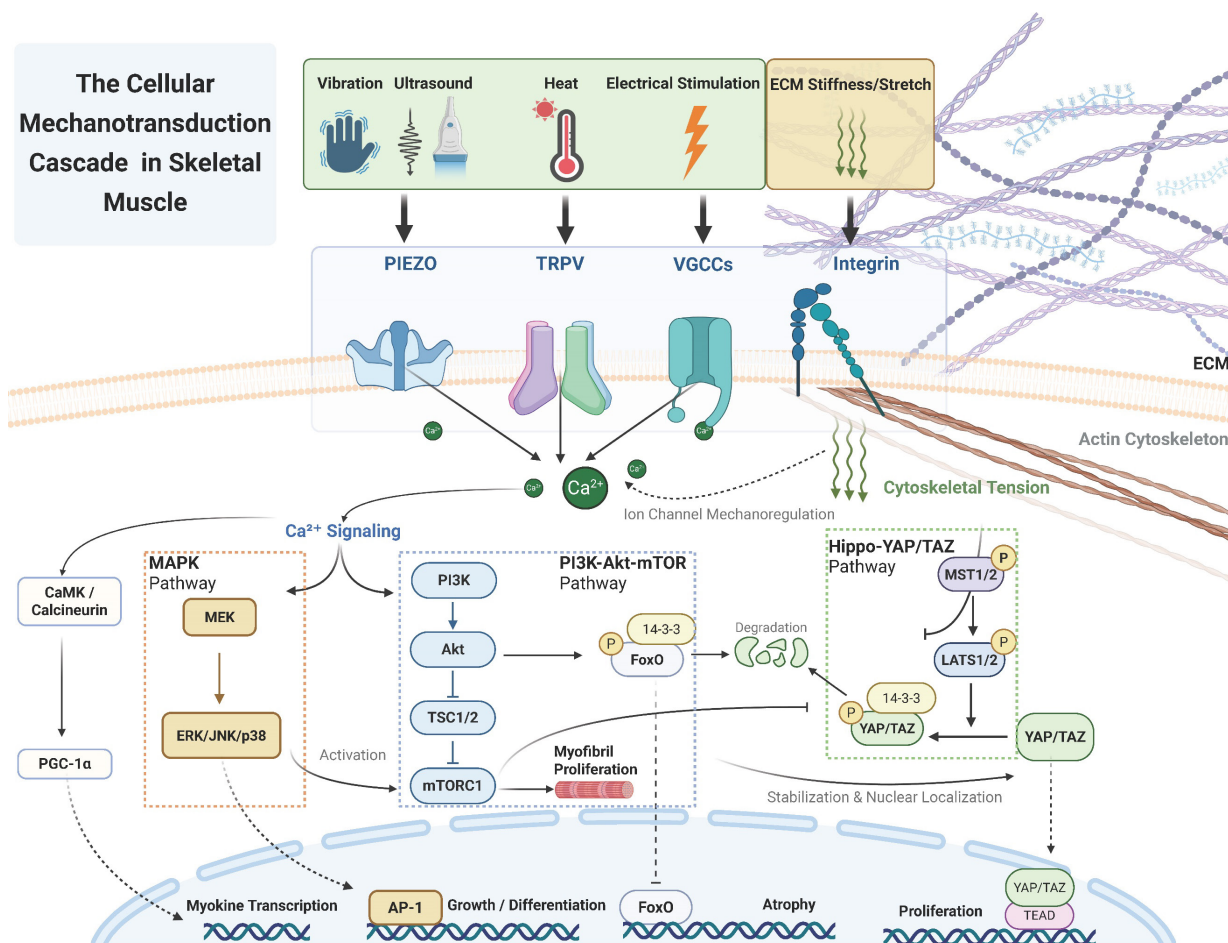 The Cellular
Mechanotransduction
Cascade in Skeletal
Muscle
Vibration
Ultrasound
Heat
Electrical Stimulation
ECM Stiffness/Stretch
PIEZO
TRPV
VGCCs
Integrin
ECM
Actin Cytoskeleton
Ca²⁺
Ca²⁺
Ca²⁺
Ca²⁺
Ca²⁺
Cytoskeletal Tension
Ion Channel Mechanoregulation
Ca²⁺ Signaling
MAPK
Pathway
PI3K-Akt-mTOR
Pathway
Hippo-YAP/TAZ
Pathway
CaMK /
Calcineurin
MEK
PI3K
MST1/2
P
14-3-3
P
FoxO
Degradation
Akt
LATS1/2
P
TSC1/2
14-3-3
P
YAP/TAZ
YAP/TAZ
ERK/JNK/p38
Activation
PGC-1α
mTORC1
Myofibril
Proliferation
Stabilization & Nuclear Localization
Myokine Transcription
AP-1
Growth / Differentiation
FoxO
Atrophy
Proliferation
YAP/TAZ
TEAD